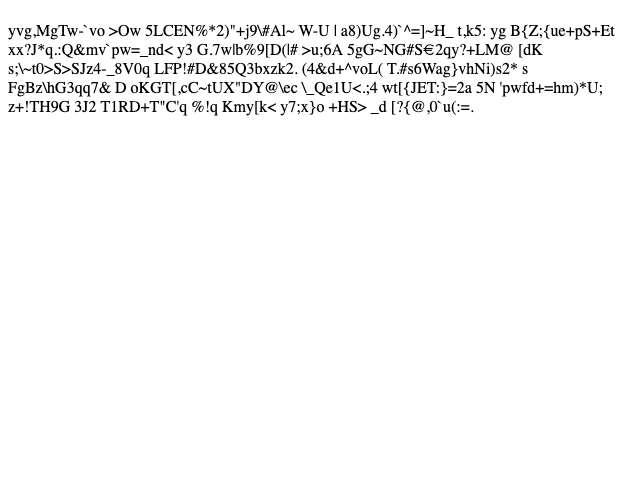 yvg,MgTw-`vo >Ow 5LCEN%*2)"+j9\#Al~ W-U | a8)Ug.4)`^=]~H_ t,k5: yg B{Z;{ue+pS+Et
xx?J*q.:Q&mv`pw=_nd< y3 G.7w|b%9[D(|# >u;6A 5gG~NG#S€2qy?+LM@ [dK
s;\~t0>S>SJz4-_8V0q LFP!#D&85Q3bxzk2. (4&d+^voL( T.#s6Wag}vhNi)s2* s
FgBz\hG3qq7& D oKGT[,cC~tUX"DY@\ec \_Qe1U<.;4 wt[{JET:}=2a 5N 'pwfd+=hm)*U;
z+!TH9G 3J2 T1RD+T"C'q %!q Kmy[k< y7;x}o +HS> _d [?{@,0`u(:=.